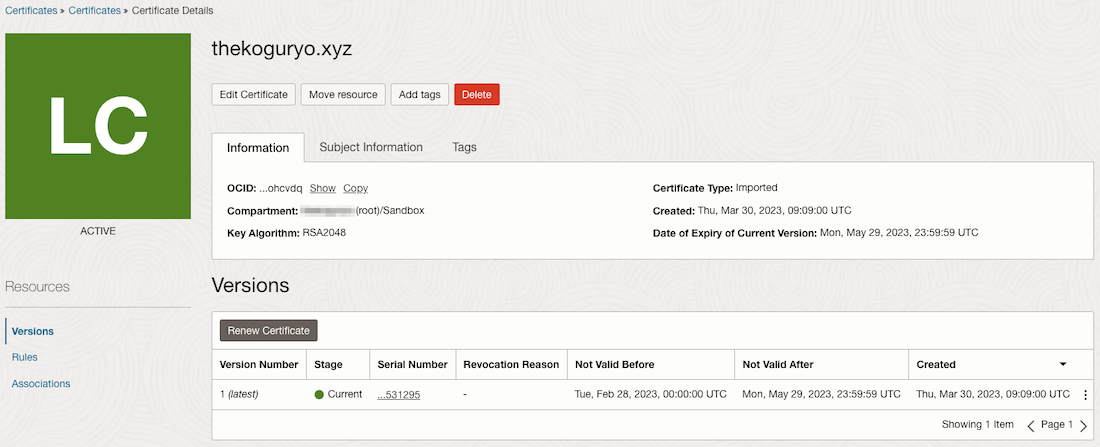 Certificates » Certificates » Certificate Details
LC
ACTIVE
thekoguryo.xyz
Edit Certificate Move resource Add tags Delete
Information Subject Information Tags
OCID: ...ohcvdq Show Copy
Compartment: (root)/Sandbox
Key Algorithm: RSA2048
Certificate Type: Imported
Created: Thu, Mar 30, 2023, 09:09:00 UTC
Date of Expiry of Current Version: Mon, May 29, 2023, 23:59:59 UTC
Resources
Versions
Rules
Associations
Versions
Renew Certificate
Version Number Stage Serial Number Revocation Reason Not Valid Before Not Valid After Created
1 (latest) Current ...531295 - Tue, Feb 28, 2023, 00:00:00 UTC Mon, May 29, 2023, 23:59:59 UTC Thu, Mar 30, 2023, 09:09:00 UTC
Showing 1 Item < Page 1 >